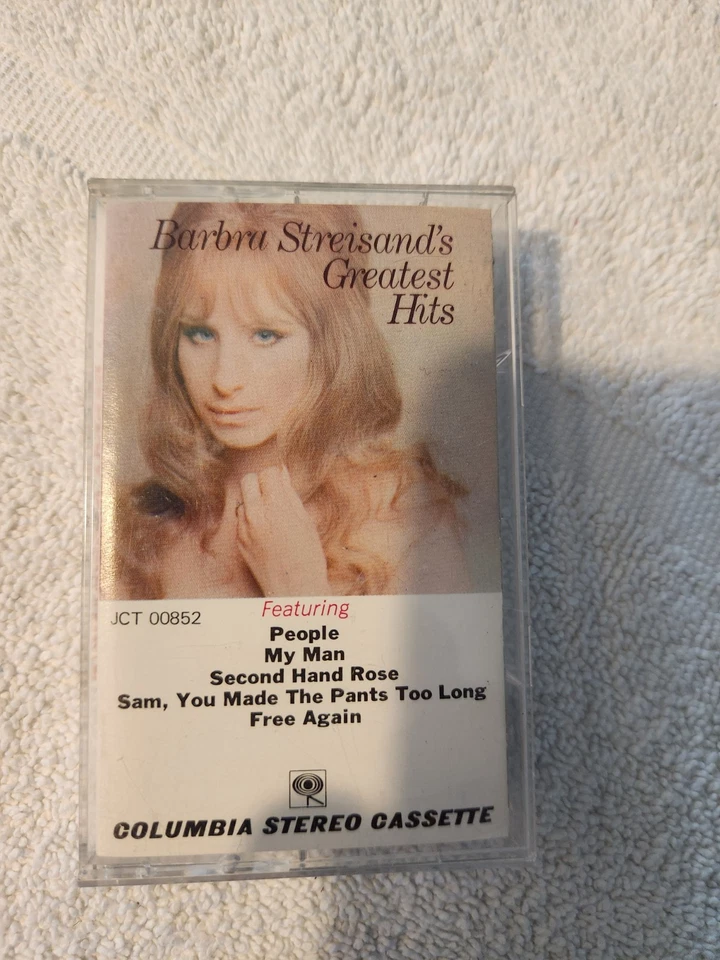 Barbra Streisand's
Greatest
Hits
JCT 00852
Featuring
People
My Man
Second Hand Rose
Sam, You Made The Pants Too Long
Free Again
COLUMBIA STEREO CASSETTE